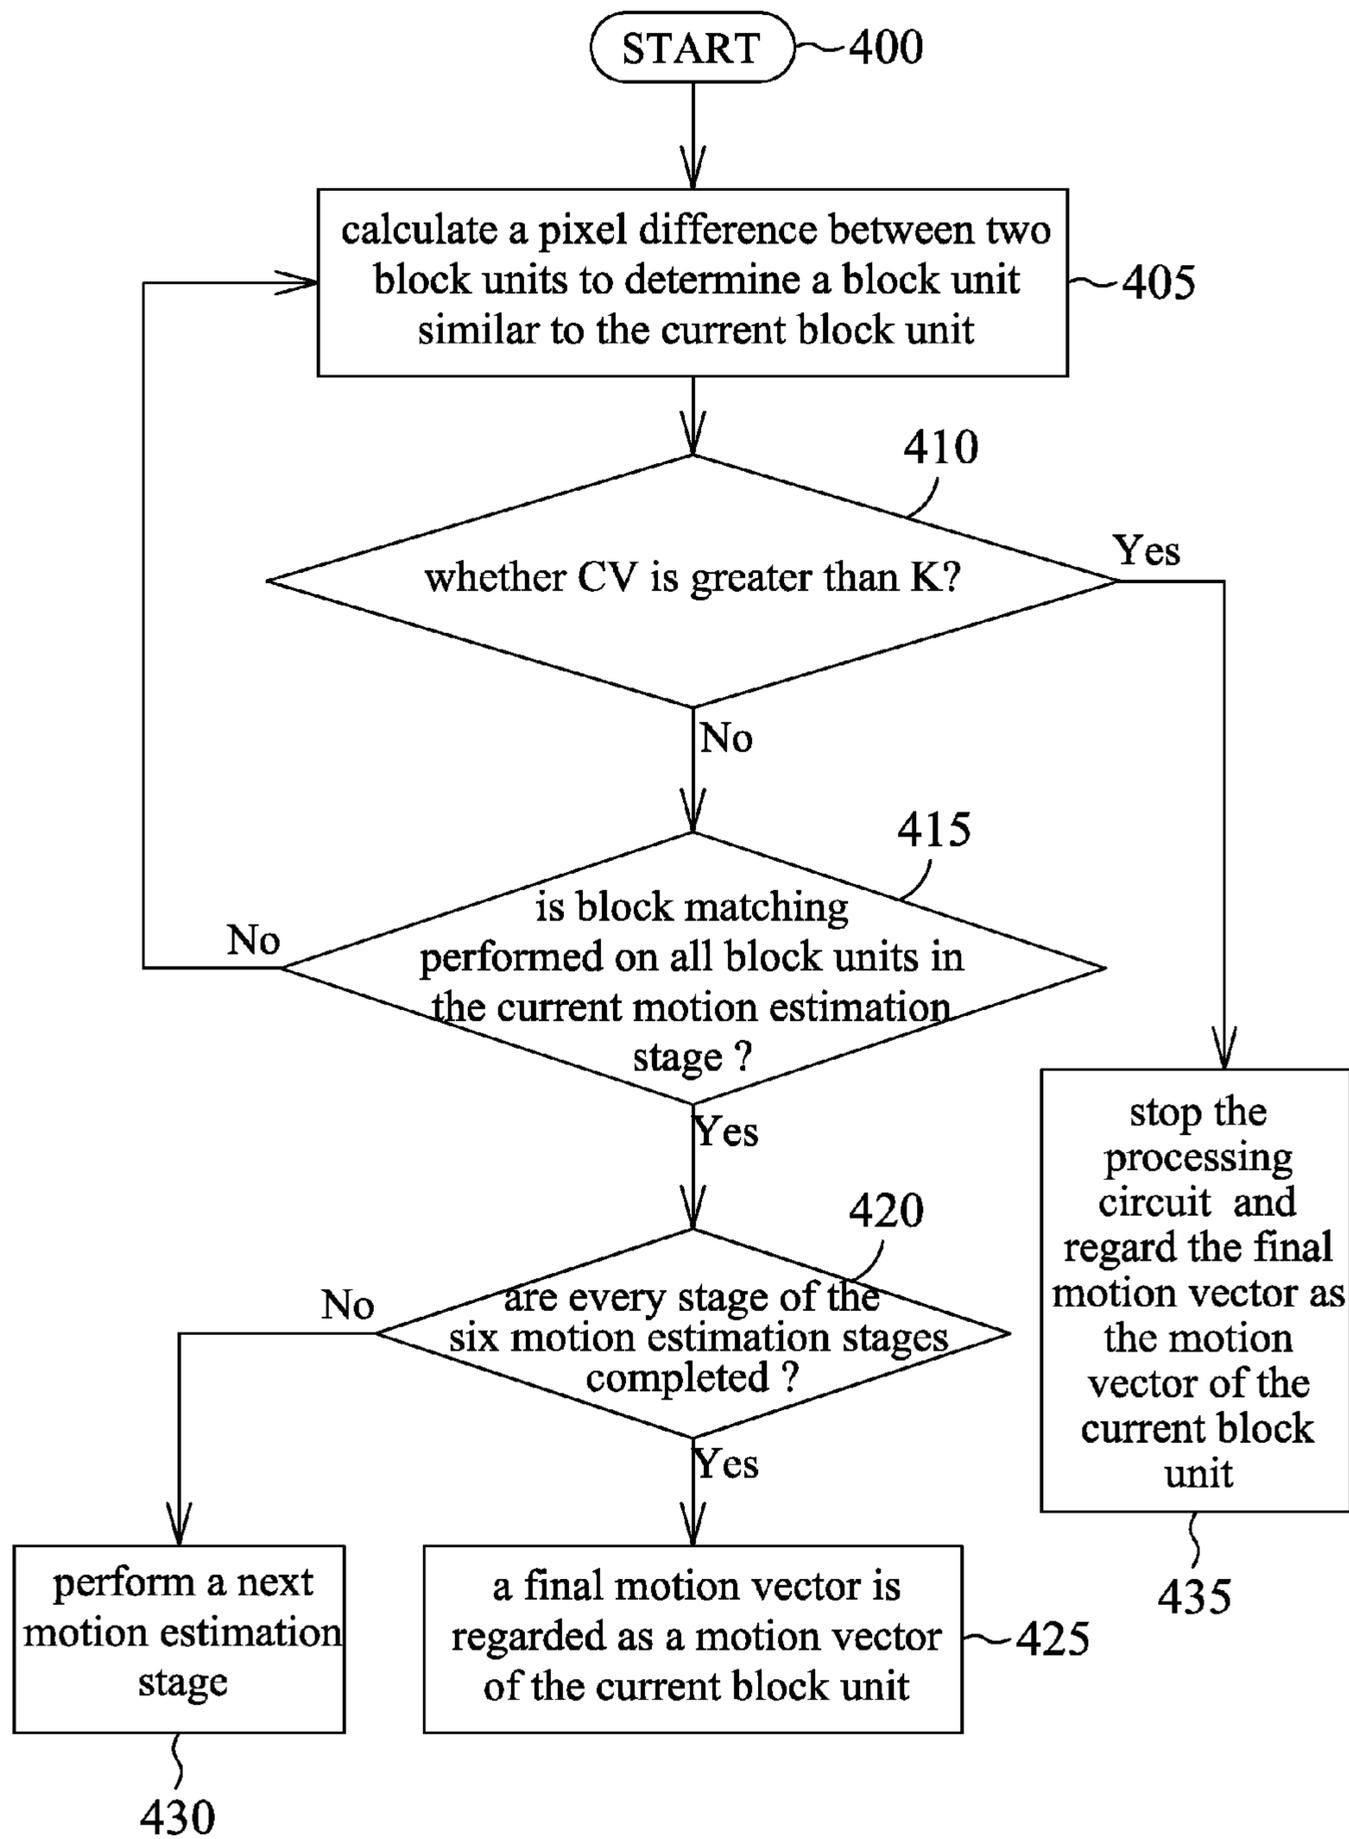 START
400
calculate a pixel difference between two
block units to determine a block unit
similar to the current block unit
405
410
whether CV is greater than K?
Yes
No
415
is block matching
performed on all block units in
the current motion estimation
stage ?
No
Yes
420
are every stage of the
six motion estimation stages
completed ?
No
Yes
stop the
processing
circuit and
regard the final
motion vector as
the motion
vector of the
current block
unit
435
perform a next
motion estimation
stage
430
a final motion vector is
regarded as a motion vector
of the current block unit
425